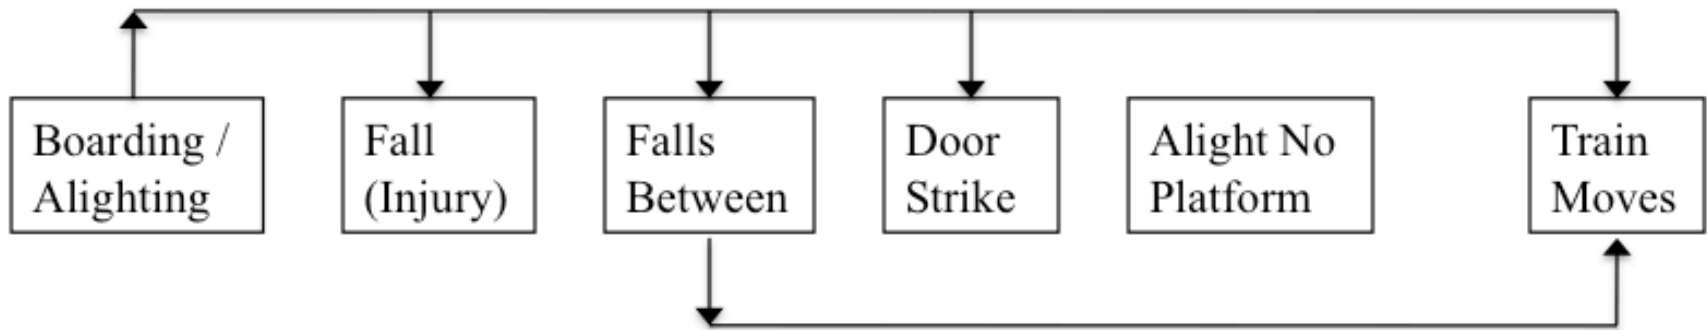 Boarding /
Alighting
Fall
(Injury)
Falls
Between
Door
Strike
Alight No
Platform
Train
Moves